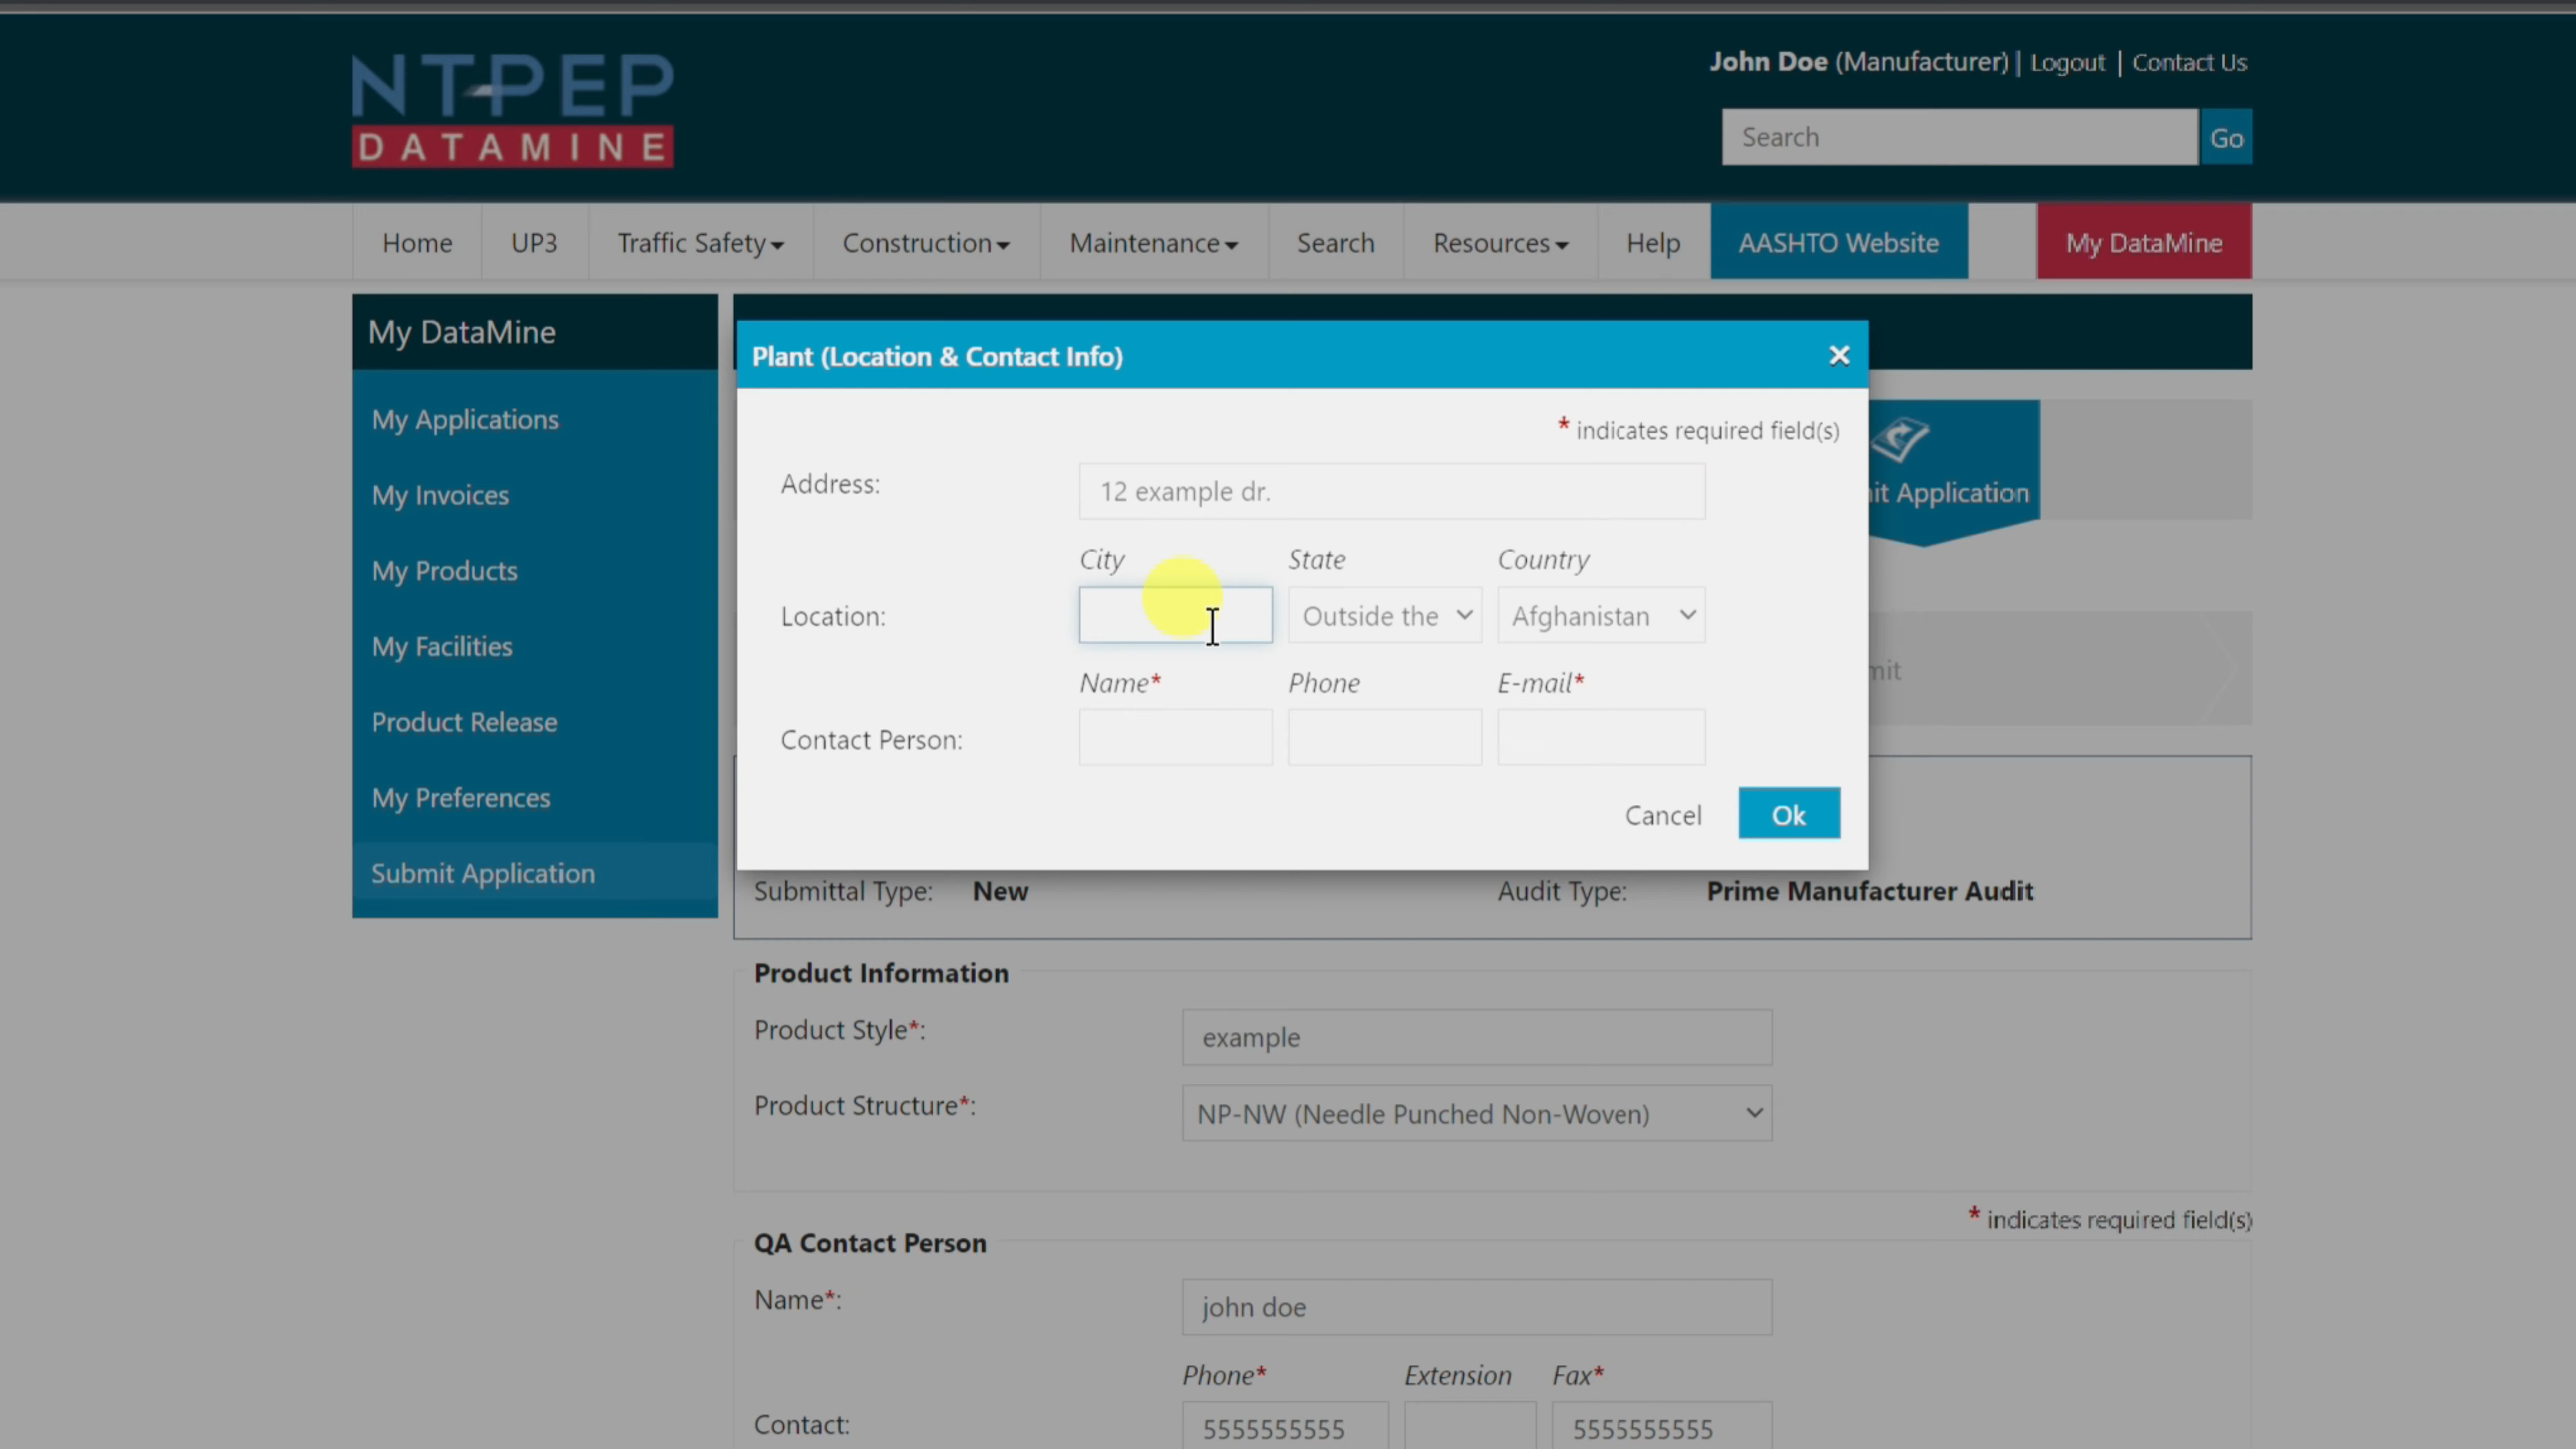 NTPEP
DATAMINE
John Doe (Manufacturer) | Logout | Contact Us
Search Go
Home UP3 Traffic Safety Construction Maintenance Search Resources Help AASHTO Website My DataMine
My DataMine
My Applications
My Invoices
My Products
My Facilities
Product Release
My Preferences
Submit Application
Plant (Location & Contact Info) ×
* indicates required field(s)
Address: 12 example dr.
City State Country
Location: Outside the Afghanistan
Name* Phone E-mail*
Contact Person:
Cancel Ok
Application
Submittal Type: New Audit Type: Prime Manufacturer Audit
Product Information
Product Style*: example
Product Structure*: NP-NW (Needle Punched Non-Woven)
* indicates required field(s)
QA Contact Person
Name*: john doe
Phone* Extension Fax*
Contact: 5555555555 5555555555